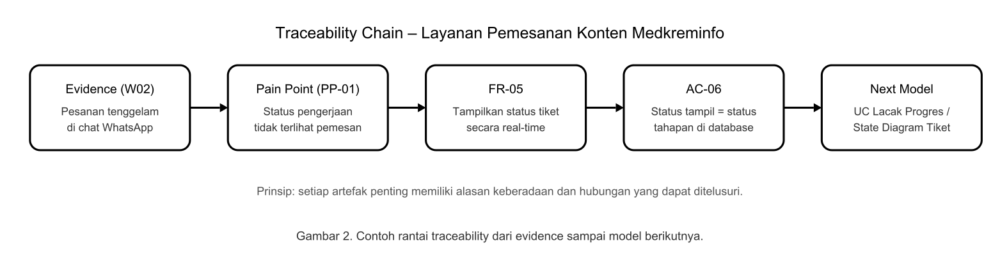 Traceability Chain – Layanan Pemesanan Konten Medkreminfo
Evidence (W02)
Pesanan tenggelam
di chat WhatsApp
Pain Point (PP-01)
Status pengerjaan
tidak terlihat pemesan
FR-05
Tampilkan status tiket
secara real-time
AC-06
Status tampil = status
tahapan di database
Next Model
UC Lacak Progres /
State Diagram Tiket
Prinsip: setiap artefak penting memiliki alasan keberadaan dan hubungan yang dapat ditelusuri.
Gambar 2. Contoh rantai traceability dari evidence sampai model berikutnya.